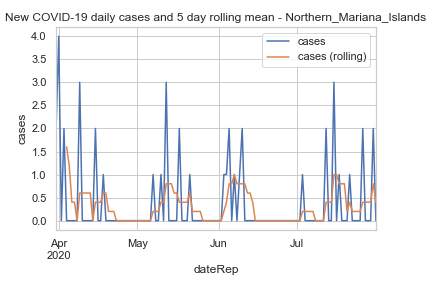 New COVID-19 daily cases and 5 day rolling mean - Northern_Mariana_Islands
cases
cases (rolling)
4.0
3.5
3.0
2.5
2.0
1.5
1.0
0.5
0.0
cases
Apr
2020
May
Jun
Jul
dateRep